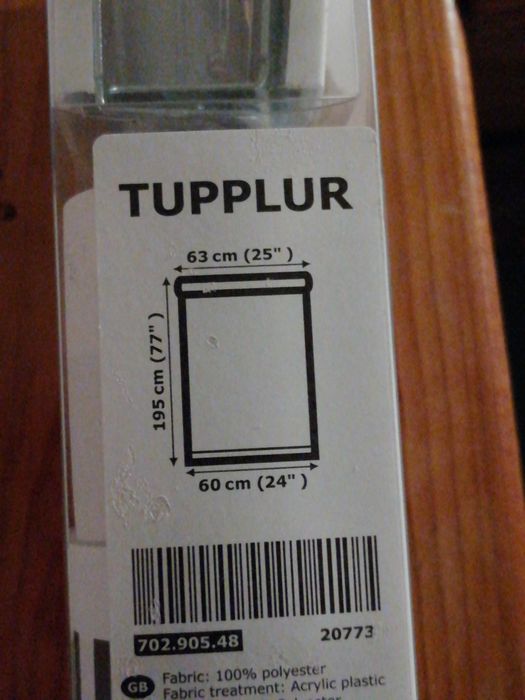 TUPPLUR
63 cm (25")
195 cm (77")
60 cm (24")
702.905.48
20773
GB Fabric: 100% polyester
Fabric treatment: Acrylic plastic